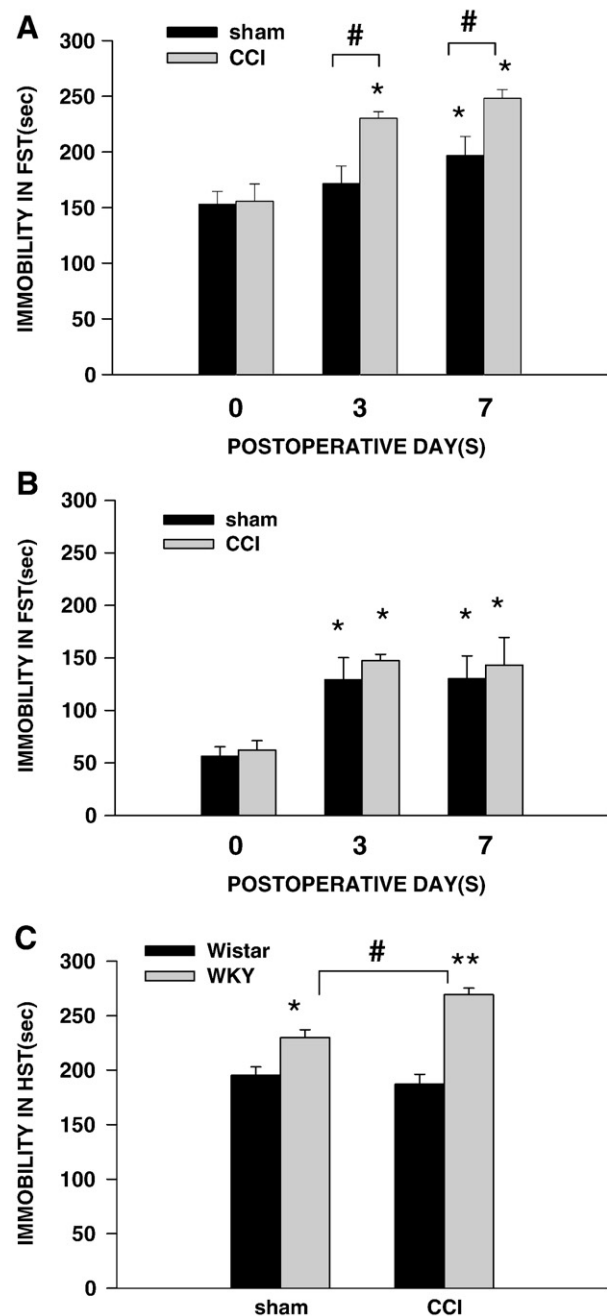 A
sham
CCI
# #
* * *
IMMOBILITY IN FST(sec)
300
250
200
150
100
50
0
0 3 7
POSTOPERATIVE DAY(S)
B
sham
CCI
* * * *
IMMOBILITY IN FST(sec)
300
250
200
150
100
50
0
0 3 7
POSTOPERATIVE DAY(S)
C
Wistar
WKY
#
* **
IMMOBILITY IN HST(sec)
300
250
200
150
100
50
0
sham CCI